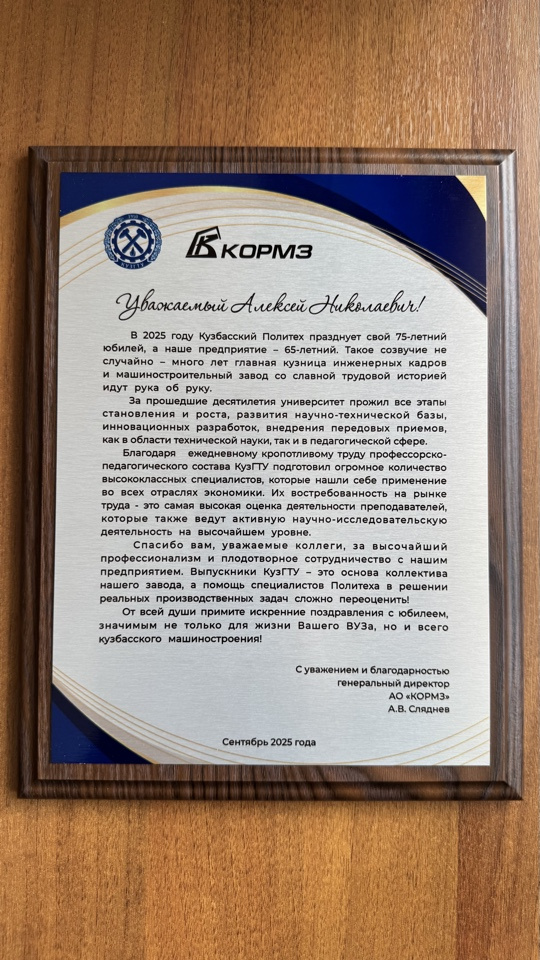 КУЗГТУ
КОРМЗ
Уважаемый Алексей Николаевич!
В 2025 году Кузбасский Политех празднует свой 75-летний
юбилей, а наше предприятие – 65-летний. Такое созвучие не
случайно – много лет главная кузница инженерных кадров
и машиностроительный завод со славной трудовой историей
идут рука об руку.
За прошедшие десятилетия университет прожил все этапы
становления и роста, развития научно-технической базы,
инновационных разработок, внедрения передовых приемов,
как в области технической науки, так и в педагогической сфере.
Благодаря ежедневному кропотливому труду профессорско-
педагогического состава КузГТУ подготовил огромное количество
высококлассных специалистов, которые нашли себе применение
во всех отраслях экономики. Их востребованность на рынке
труда - это самая высокая оценка деятельности преподавателей,
которые также ведут активную научно-исследовательскую
деятельность на высочайшем уровне.
Спасибо вам, уважаемые коллеги, за высочайший
профессионализм и плодотворное сотрудничество с нашим
предприятием. Выпускники КузГТУ – это основа коллектива
нашего завода, а помощь специалистов Политеха в решении
реальных производственных задач сложно переоценить!
От всей души примите искренние поздравления с юбилеем,
значимым не только для жизни Вашего ВУЗа, но и всего
кузбасского машиностроения!
С уважением и благодарностью
генеральный директор
АО «КОРМЗ»
А.В. Сляднев
Сентябрь 2025 года